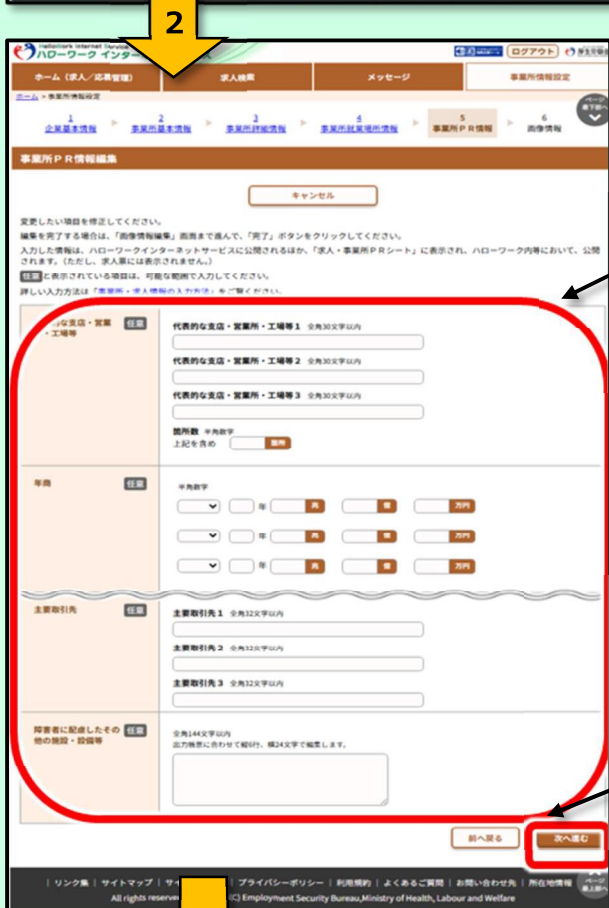 2
HelloWork Internet Service
ハローワーク インター
ログアウト
ホーム（求人／応募管理）
求人検索
メッセージ
事業所情報設定
ホーム > 事業所情報設定
ページ
最下部へ
1
企業基本情報
2
事業所基本情報
3
事業所詳細情報
4
事業所就業場所情報
5
事業所ＰＲ情報
6
画像情報
事業所ＰＲ情報編集
キャンセル
変更したい項目を修正してください。
編集を完了する場合は、「画像情報編集」画面まで進んで、「完了」ボタンをクリックしてください。
入力した情報は、ハローワークインターネットサービスに公開されるほか、「求人・事業所ＰＲシート」に表示され、ハローワーク内等において、公開
されます。（ただし、求人票には表示されません。）
任意 と表示されている項目は、可能な範囲で入力してください。
詳しい入力方法は「事業所・求人情報の入力方法」をご覧ください。
的な支店・営業 任意
・工場等
代表的な支店・営業所・工場等１ 全角30文字以内
代表的な支店・営業所・工場等２ 全角30文字以内
代表的な支店・営業所・工場等３ 全角30文字以内
箇所数 半角数字
上記を含め 箇所
年商 任意
半角数字
年 兆 億 万円
年 兆 億 万円
年 兆 億 万円
主要取引先 任意
主要取引先１ 全角32文字以内
主要取引先２ 全角32文字以内
主要取引先３ 全角32文字以内
障害者に配慮したその 任意
他の施設・設備等
全角144文字以内
出力帳票に合わせて縦6行、横24文字で編集します。
前へ戻る
次へ進む
| リンク集 | サイトマップ | サイ | プライバシーポリシー | 利用規約 | よくあるご質問 | お問い合わせ先 | 所在地情報
ページ
最上部へ
All rights reserve (C) Employment Security Bureau,Ministry of Health, Labour and Welfare